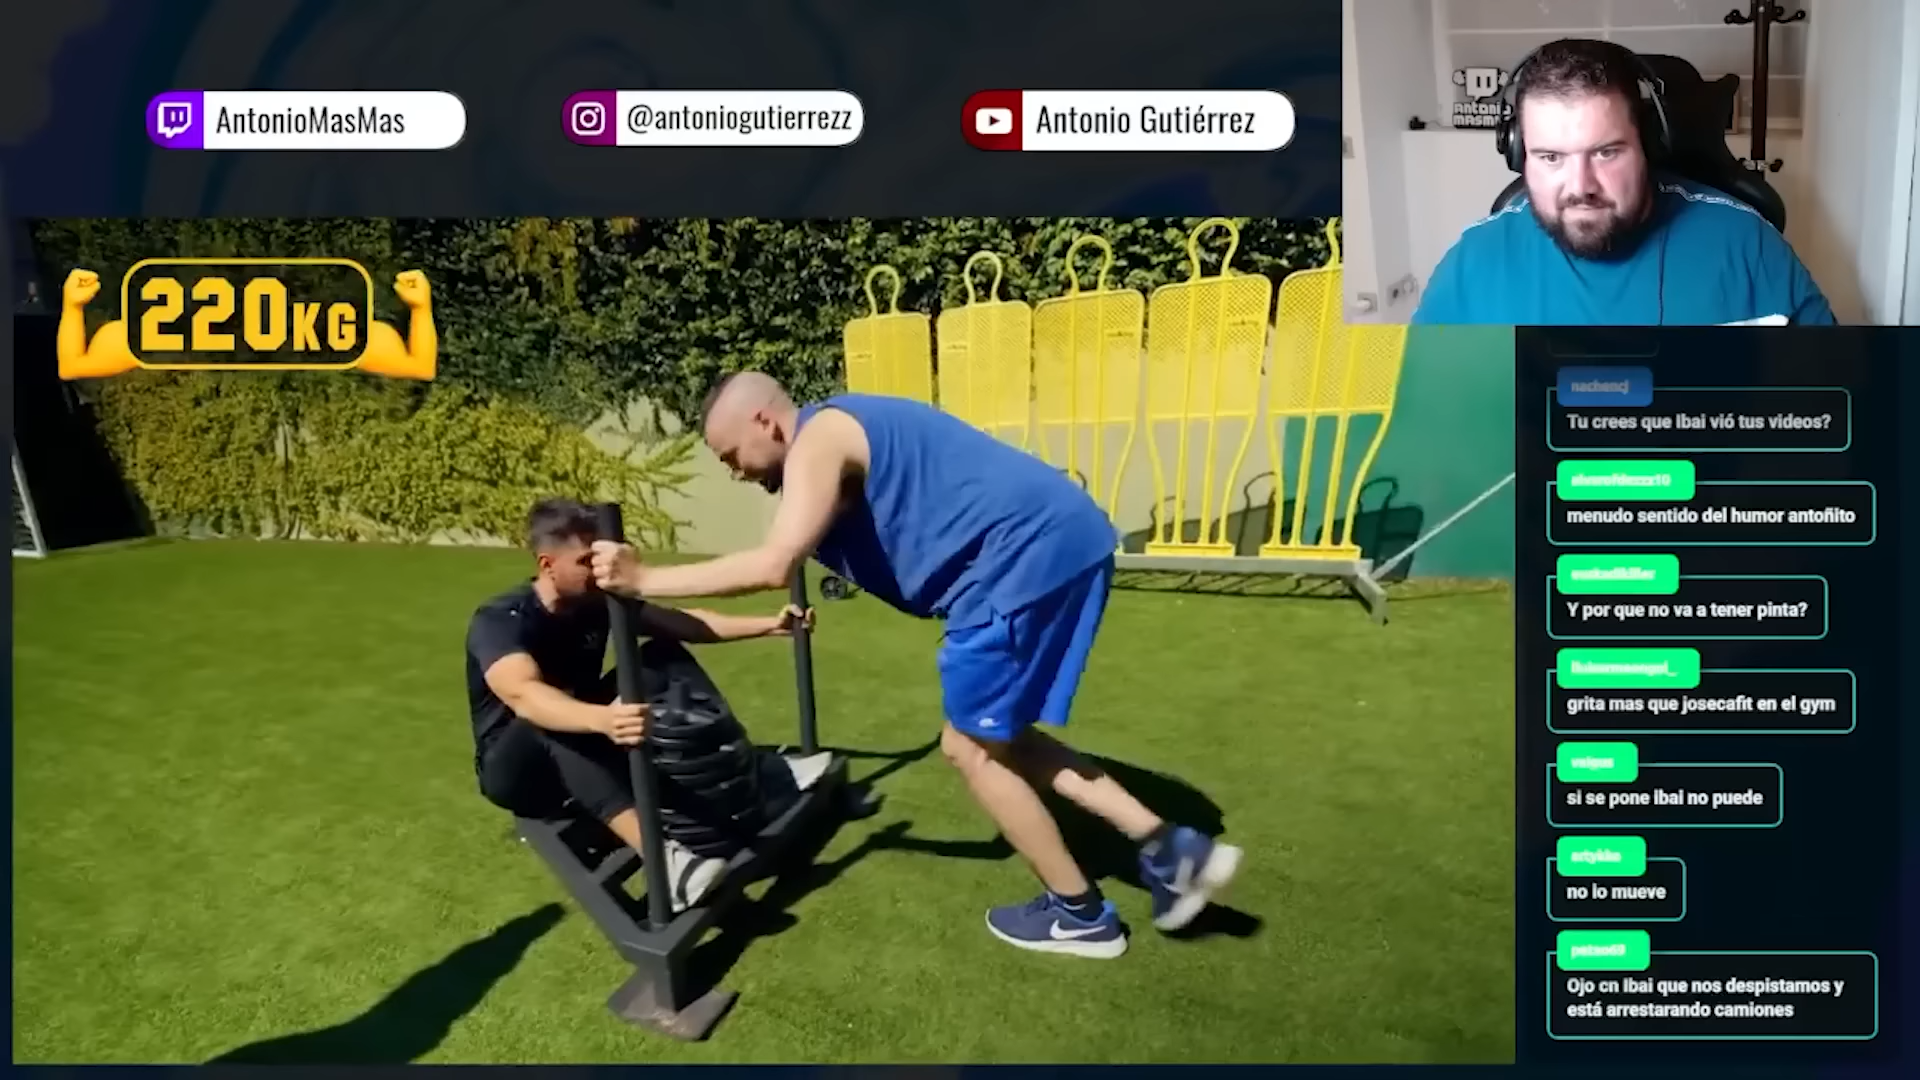 AntonioMasMas
@antoniogutierrezz
Antonio Gutiérrez
ANTONIO
220KG
Tu crees que Ibai vió tus videos?
menudo sentido del humor antoñito
Y por que no va a tener pinta?
grita mas que josecafit en el gym
si se pone Ibai no puede
no lo mueve
Ojo cn Ibai que nos despistamos y
está arrestarando camiones